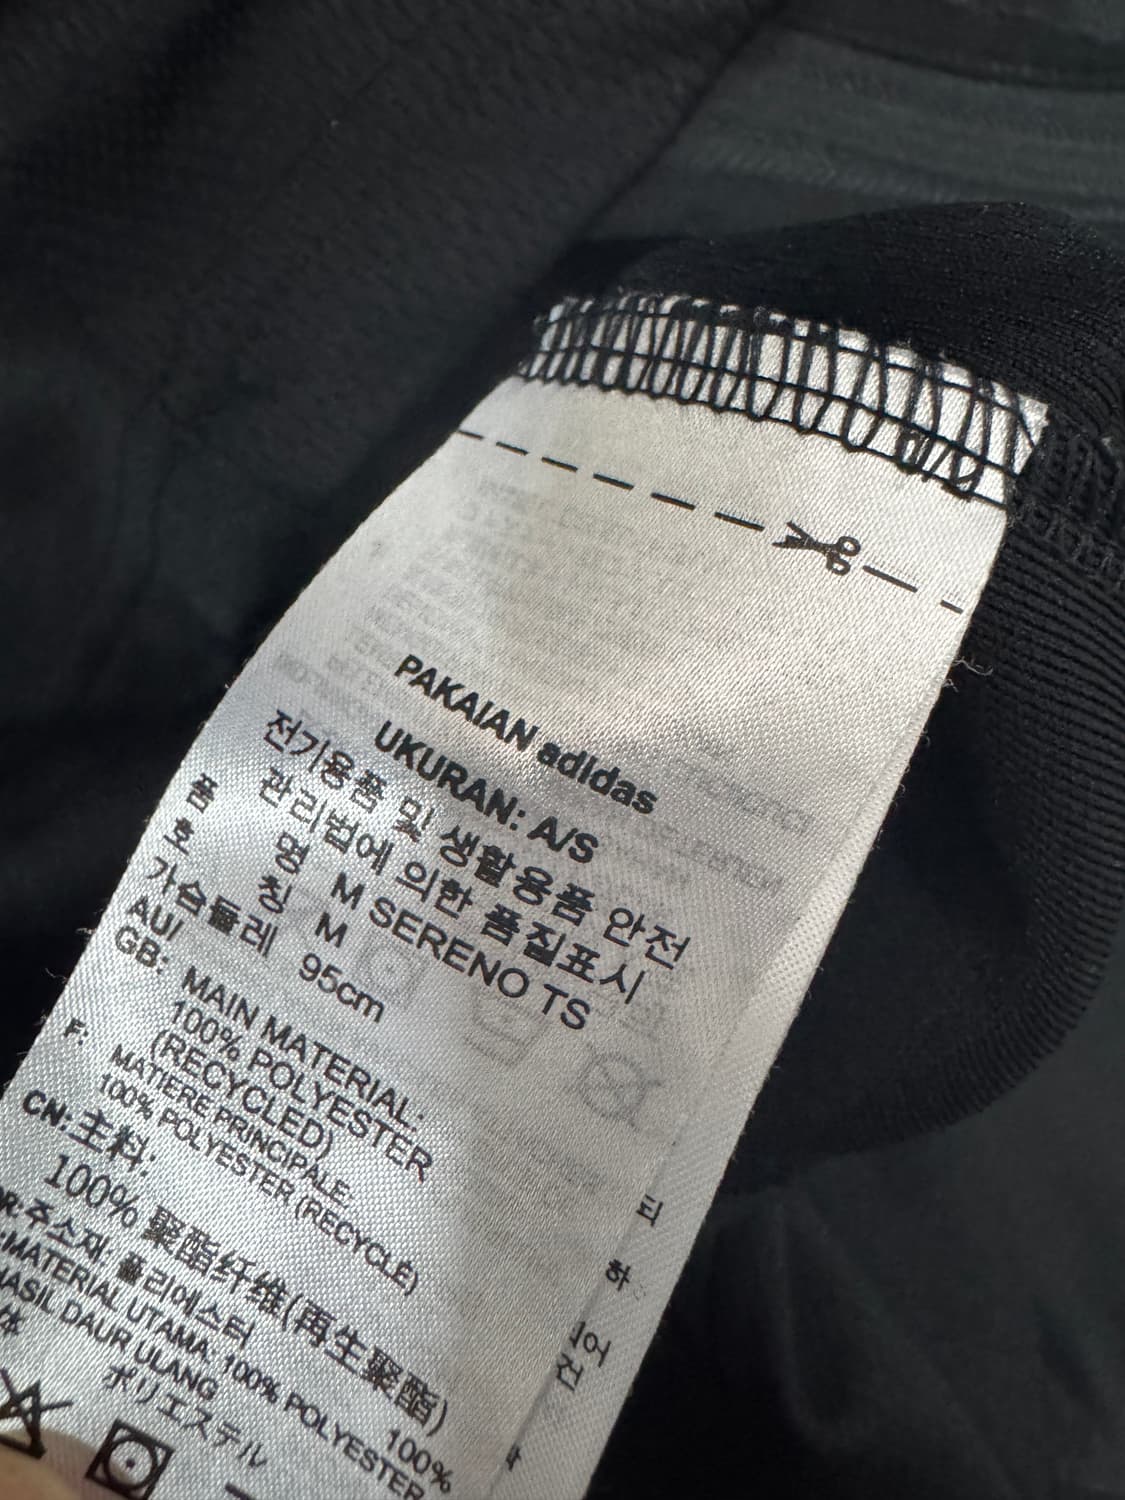 PAKAIAN adidas
UKURAN: A/S
전기용품 및 생활용품 안전
관리법에 의한 품질표시
품 명 M SERENO TS
호 칭 M
가슴둘레 95cm
AU/
GB: MAIN MATERIAL:
100% POLYESTER
(RECYCLED)
F: MATIERE PRINCIPALE:
100% POLYESTER (RECYCLÉ)
CN: 主料:
100% 聚酯纤维(再生聚酯)
주소재: 폴리에스터 100%
MATERIAL UTAMA: 100% POLYESTER
HASIL DAUR ULANG
体 ポリエステル